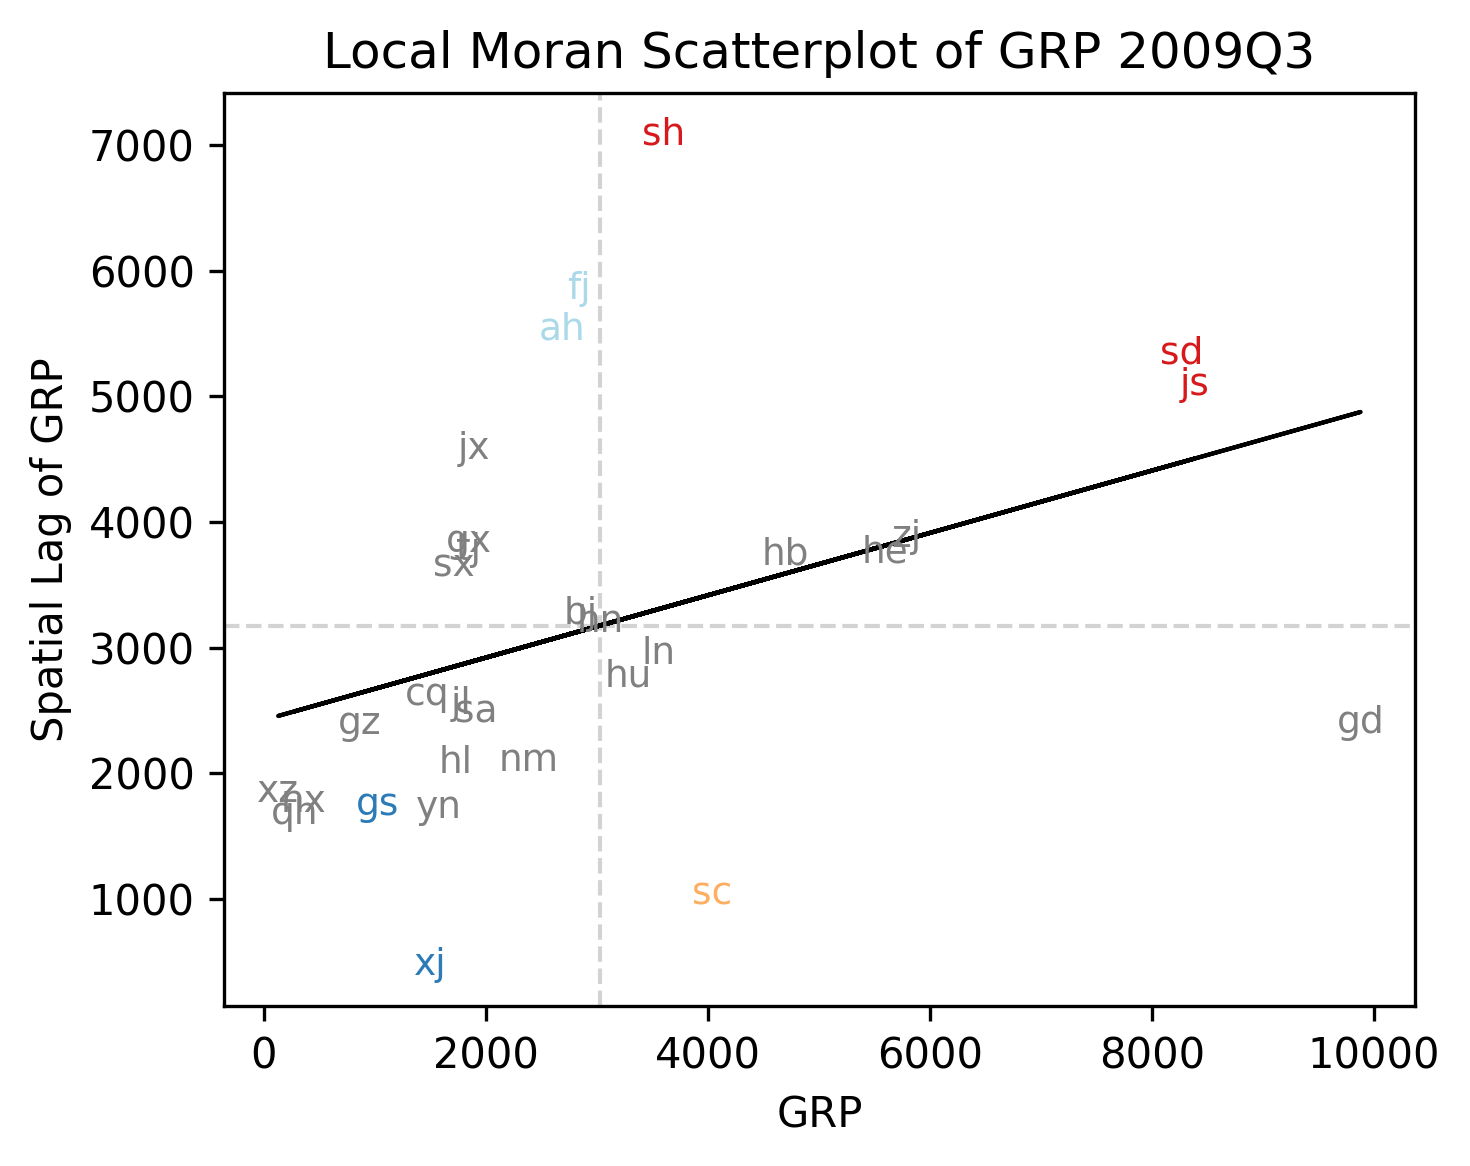 Local Moran Scatterplot of GRP 2009Q3
7000
6000
5000
4000
3000
2000
1000
Spatial Lag of GRP
sh
fj
ah
sd
js
jx
gx
tj
sx
zj
he
hb
bj
hn
ln
hu
cq
jl
sa
gz
gd
hl
nm
xz
nx
qh
gs
yn
sc
xj
0 2000 4000 6000 8000 10000
GRP